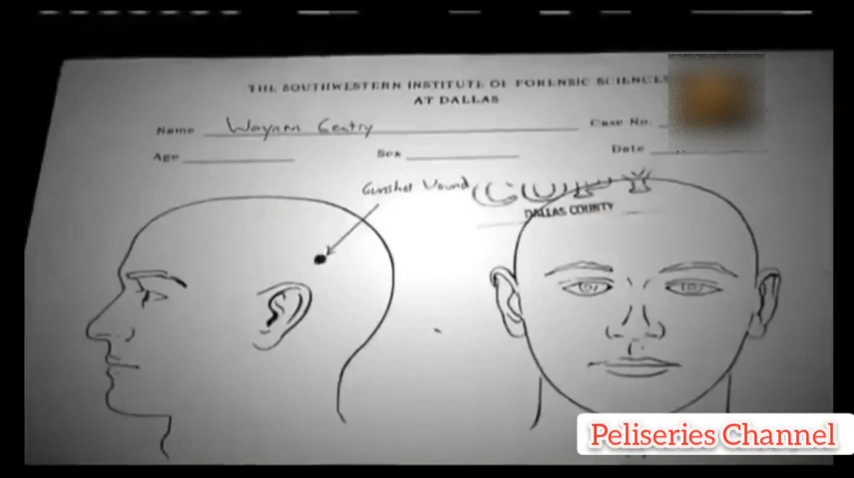 THE SOUTHWESTERN INSTITUTE OF FORENSIC SCIENCES
AT DALLAS
Name Waynen Gentry Case No.
Age Sex Date
Gunshot Wound COPY
DALLAS COUNTY
Peliseries Channel